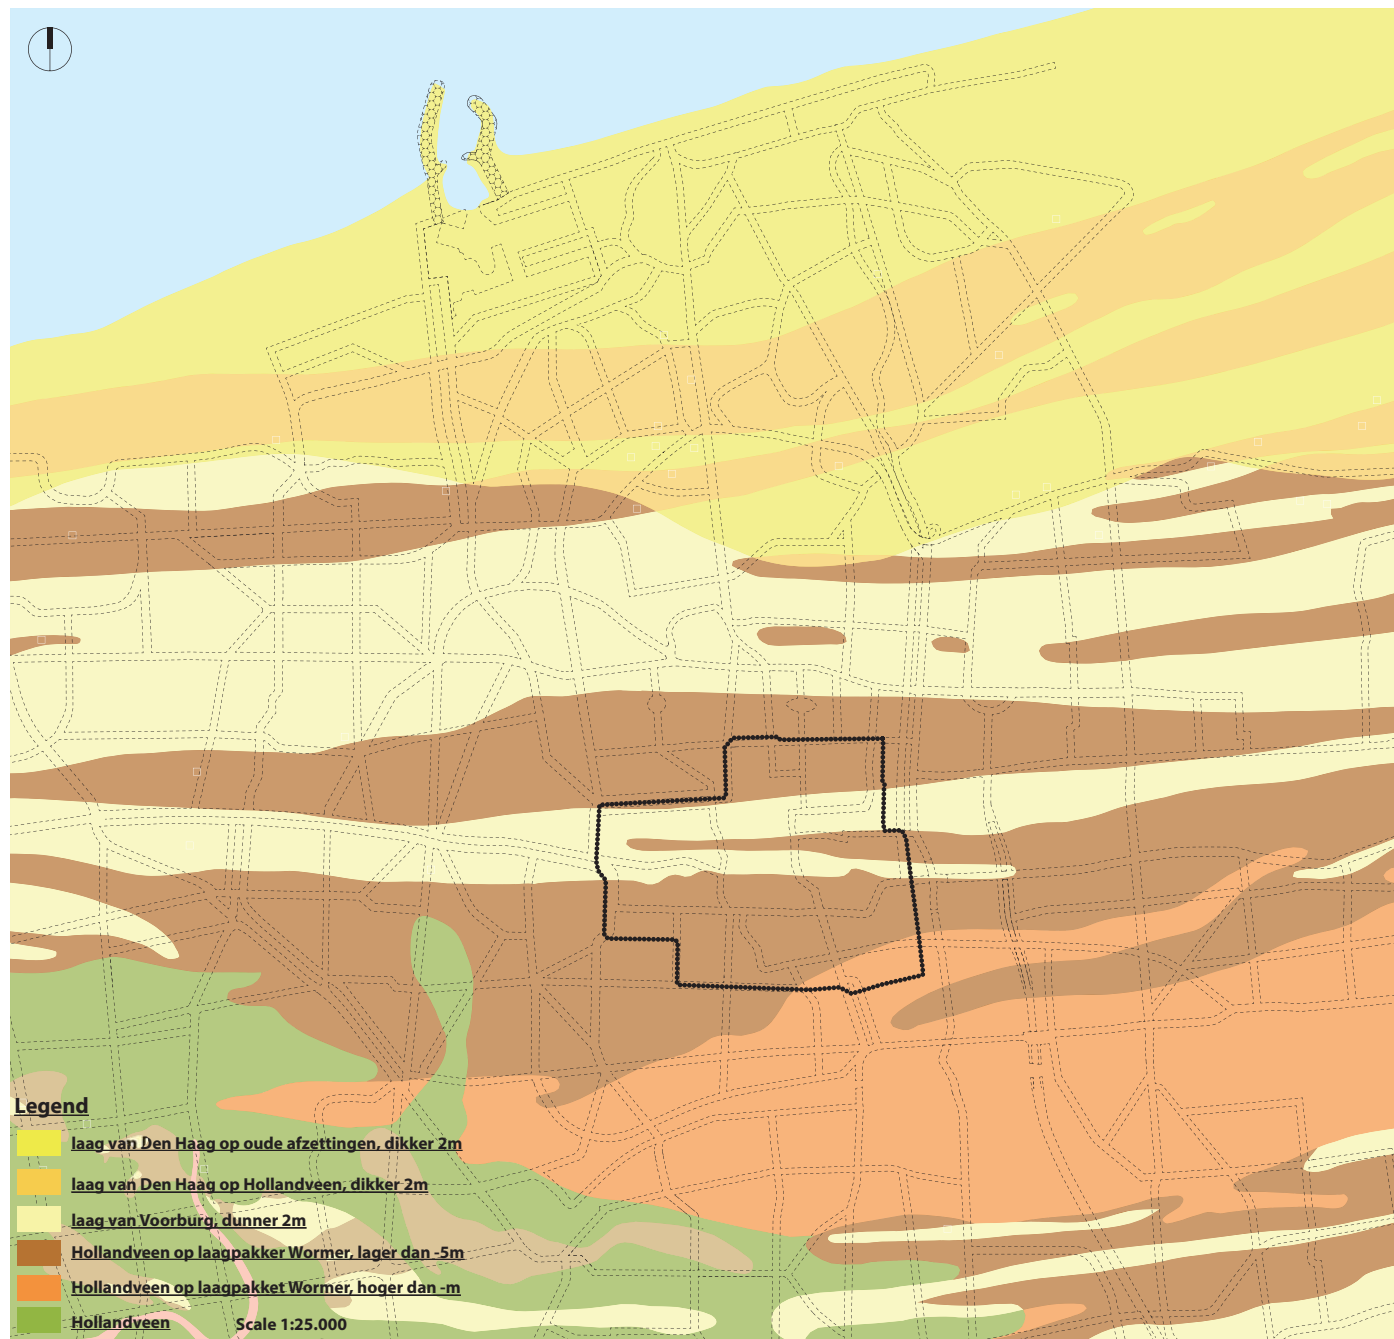 Legend
laag van Den Haag op oude afzettingen, dikker 2m
laag van Den Haag op Hollandveen, dikker 2m
laag van Voorburg, dunner 2m
Hollandveen op laagpakker Wormer, lager dan -5m
Hollandveen op laagpakket Wormer, hoger dan -m
Hollandveen
Scale 1:25.000